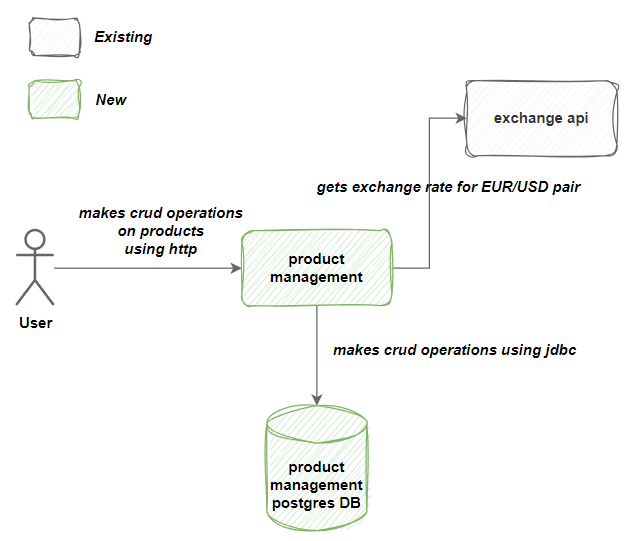 Existing
New
exchange api
gets exchange rate for EUR/USD pair
makes crud operations
on products
using http
product
management
User
makes crud operations using jdbc
product
management
postgres DB